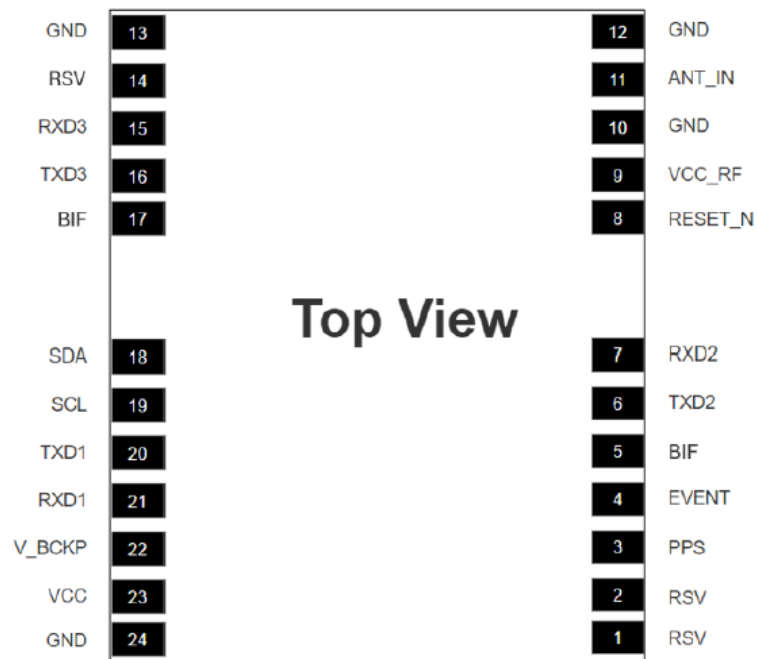 GND 13 12 GND
RSV 14 11 ANT_IN
RXD3 15 10 GND
TXD3 16 9 VCC_RF
BIF 17 8 RESET_N
Top View
SDA 18 7 RXD2
SCL 19 6 TXD2
TXD1 20 5 BIF
RXD1 21 4 EVENT
V_BCKP 22 3 PPS
VCC 23 2 RSV
GND 24 1 RSV